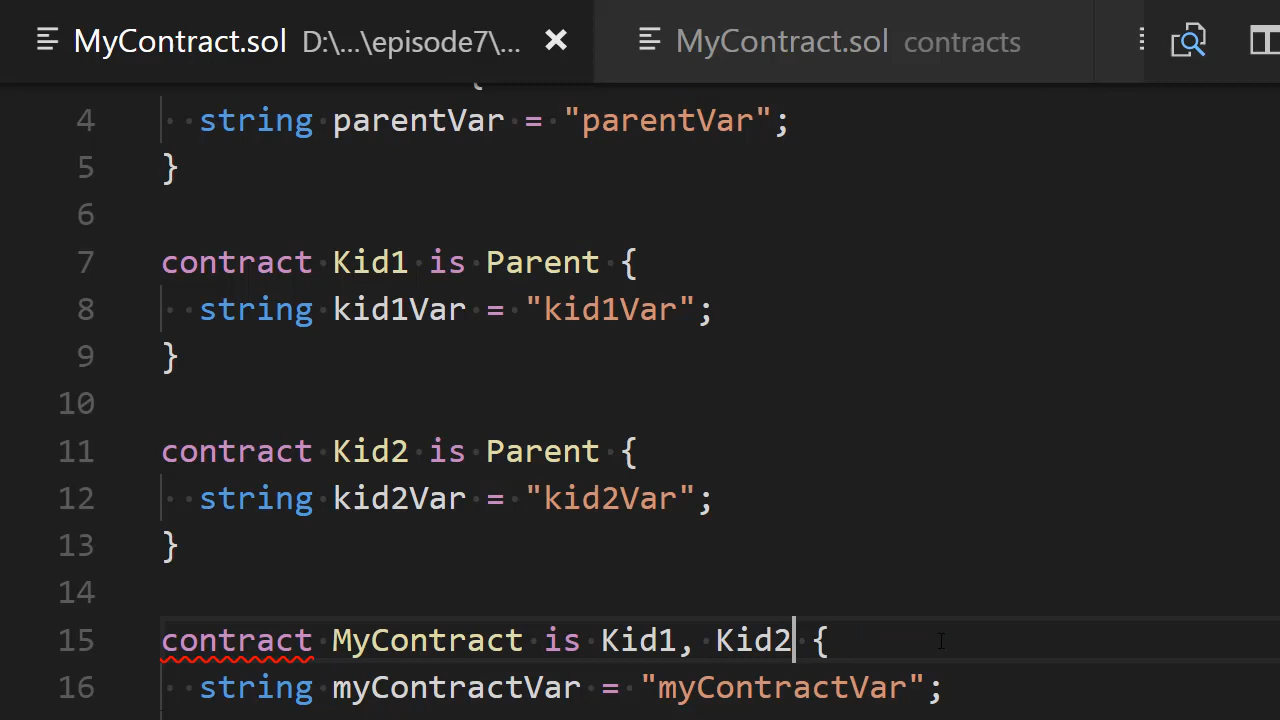 MyContract.sol D:\...\episode7\... MyContract.sol contracts
{
4 string parentVar = "parentVar";
5 }
6
7 contract Kid1 is Parent {
8 string kid1Var = "kid1Var";
9 }
10
11 contract Kid2 is Parent {
12 string kid2Var = "kid2Var";
13 }
14
15 contract MyContract is Kid1, Kid2 {
16 string myContractVar = "myContractVar";